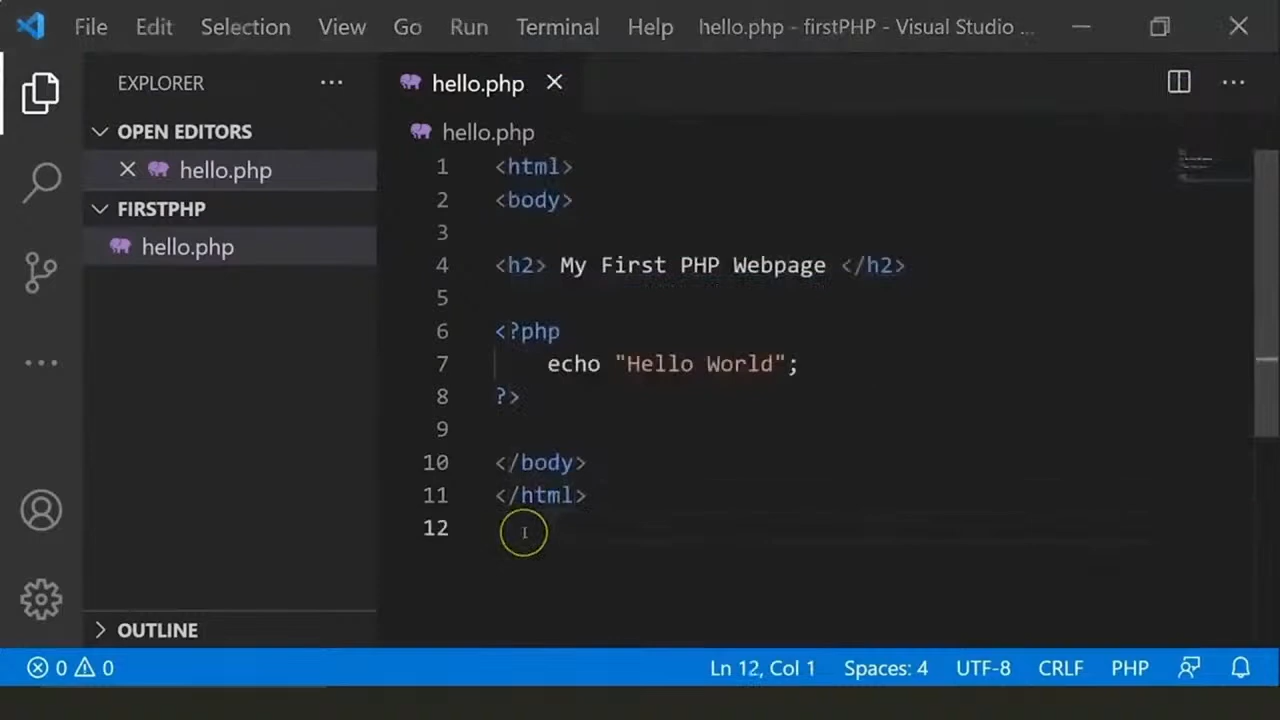 File Edit Selection View Go Run Terminal Help hello.php - firstPHP - Visual Studio ...
EXPLORER
OPEN EDITORS
hello.php
FIRSTPHP
hello.php
OUTLINE
hello.php
hello.php
1 <html>
2 <body>
3
4 <h2> My First PHP Webpage </h2>
5
6 <?php
7 echo "Hello World";
8 ?>
9
10 </body>
11 </html>
12
0 0 Ln 12, Col 1 Spaces: 4 UTF-8 CRLF PHP